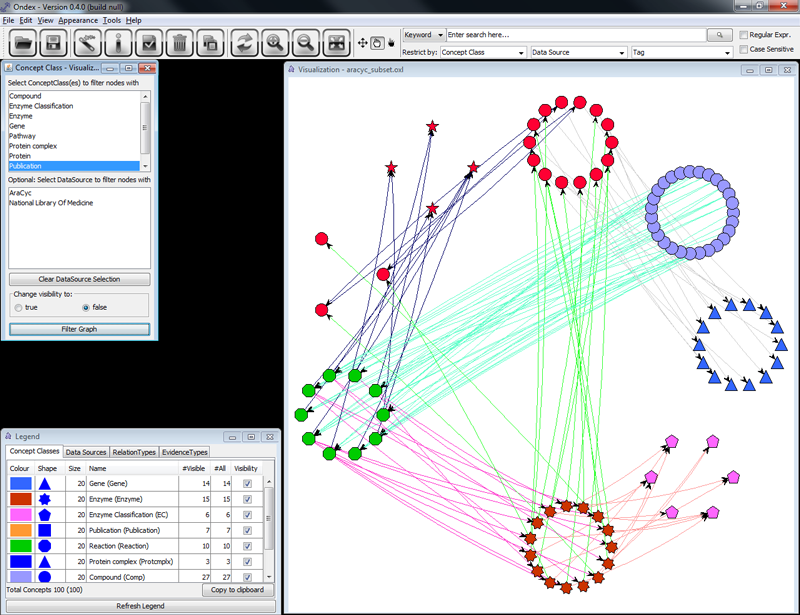 Ondex - Version 0.4.0 (build null)
File Edit View Appearance Tools Help
Keyword Enter search here... Regular Expr.
Restrict by: Concept Class Data Source Tag Case Sensitive
Concept Class - Visualiz...
Select ConceptClass(es) to filter nodes with
Compound
Enzyme Classification
Enzyme
Gene
Pathway
Protein complex
Protein
Publication
Optional: Select DataSource to filter nodes with
AraCyc
National Library Of Medicine
Clear DataSource Selection
Change visibility to:
true false
Filter Graph
Visualization - aracyc_subset.oxl
Legend
Concept Classes Data Sources RelationTypes EvidenceTypes
Colour Shape Size Name #Visible #All Visibility
20 Gene (Gene) 14 14
20 Enzyme (Enzyme) 15 15
20 Enzyme Classification (EC) 6 6
20 Publication (Publication) 7 7
20 Reaction (Reaction) 10 10
20 Protein complex (Protcmplx) 3 3
20 Compound (Comp) 27 27
Total Concepts 100 (100) Copy to clipboard
Refresh Legend